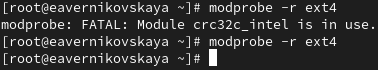 [root@eavernikovskaya ~]# modprobe -r ext4
modprobe: FATAL: Module crc32c_intel is in use.
[root@eavernikovskaya ~]# modprobe -r ext4
[root@eavernikovskaya ~]#